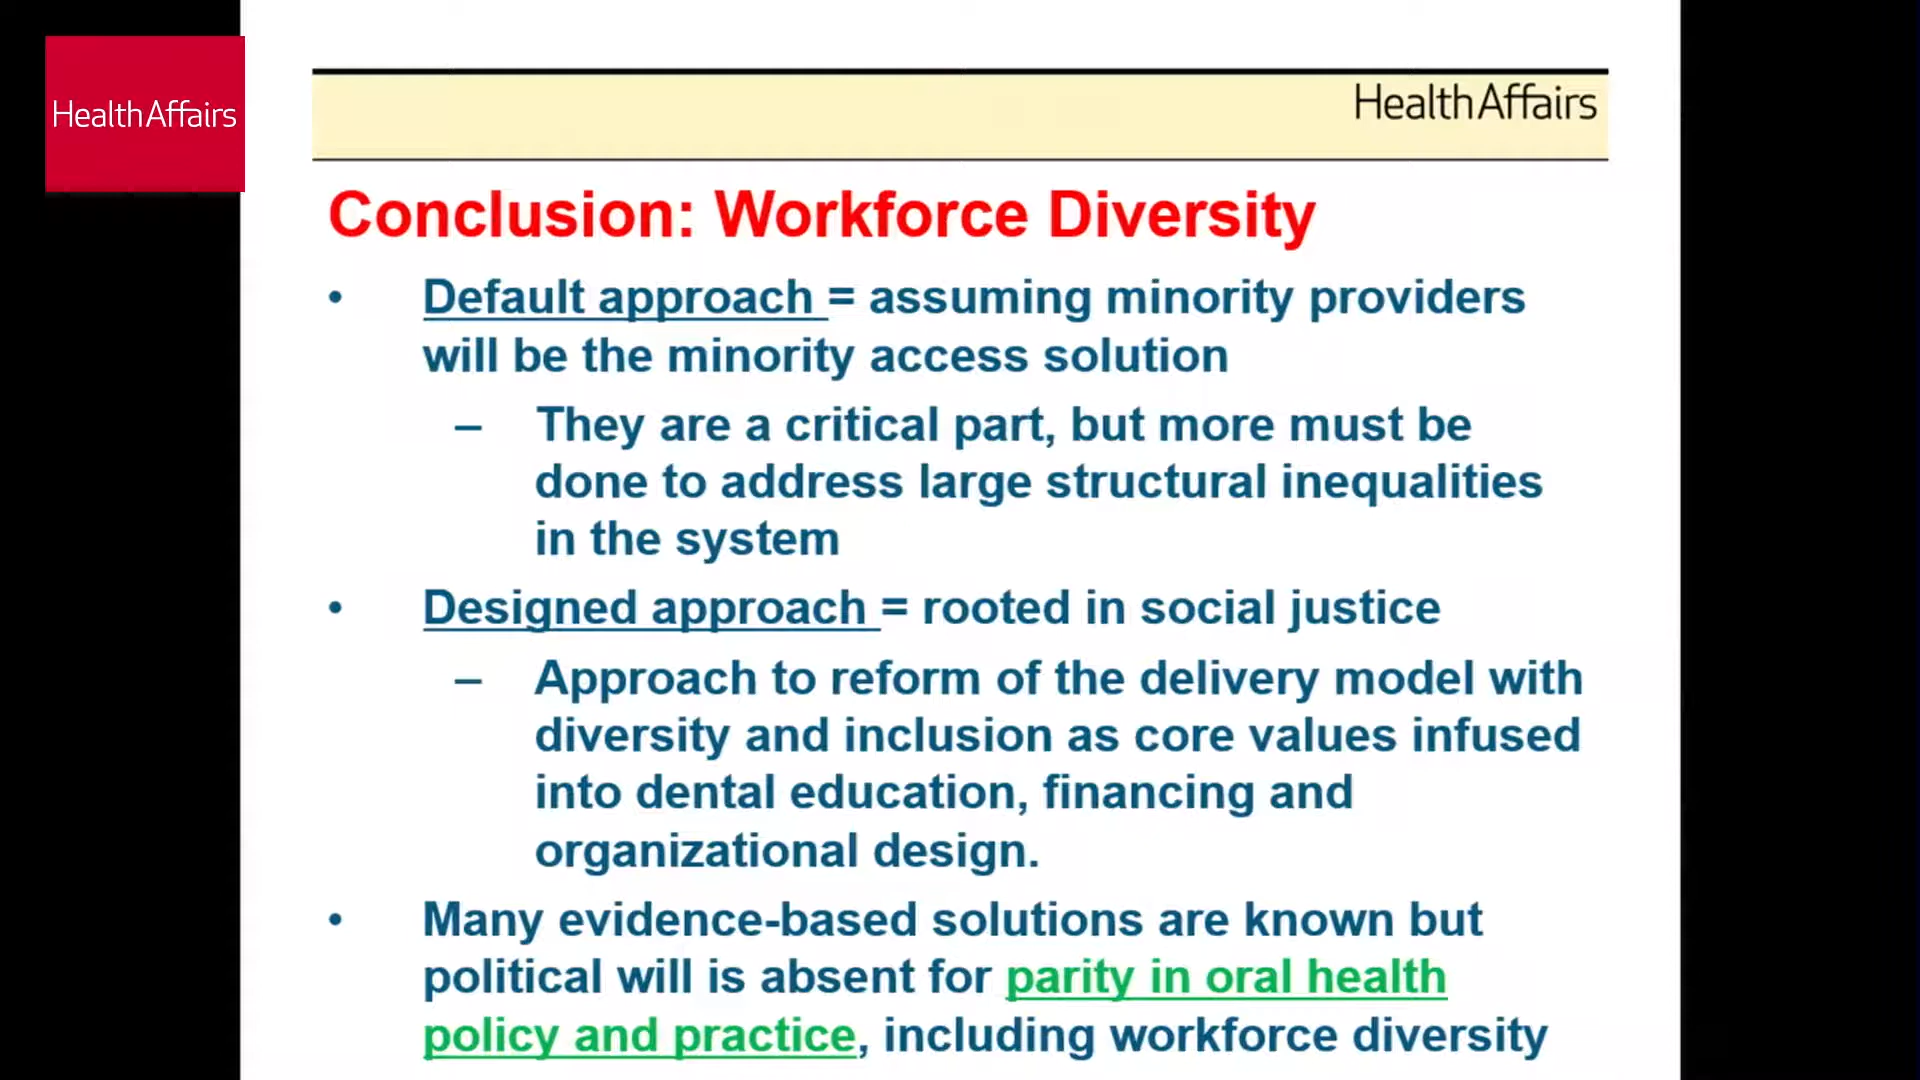 HealthAffairs
HealthAffairs
Conclusion: Workforce Diversity
• Default approach = assuming minority providers
will be the minority access solution
– They are a critical part, but more must be
done to address large structural inequalities
in the system
• Designed approach = rooted in social justice
– Approach to reform of the delivery model with
diversity and inclusion as core values infused
into dental education, financing and
organizational design.
• Many evidence-based solutions are known but
political will is absent for parity in oral health
policy and practice, including workforce diversity